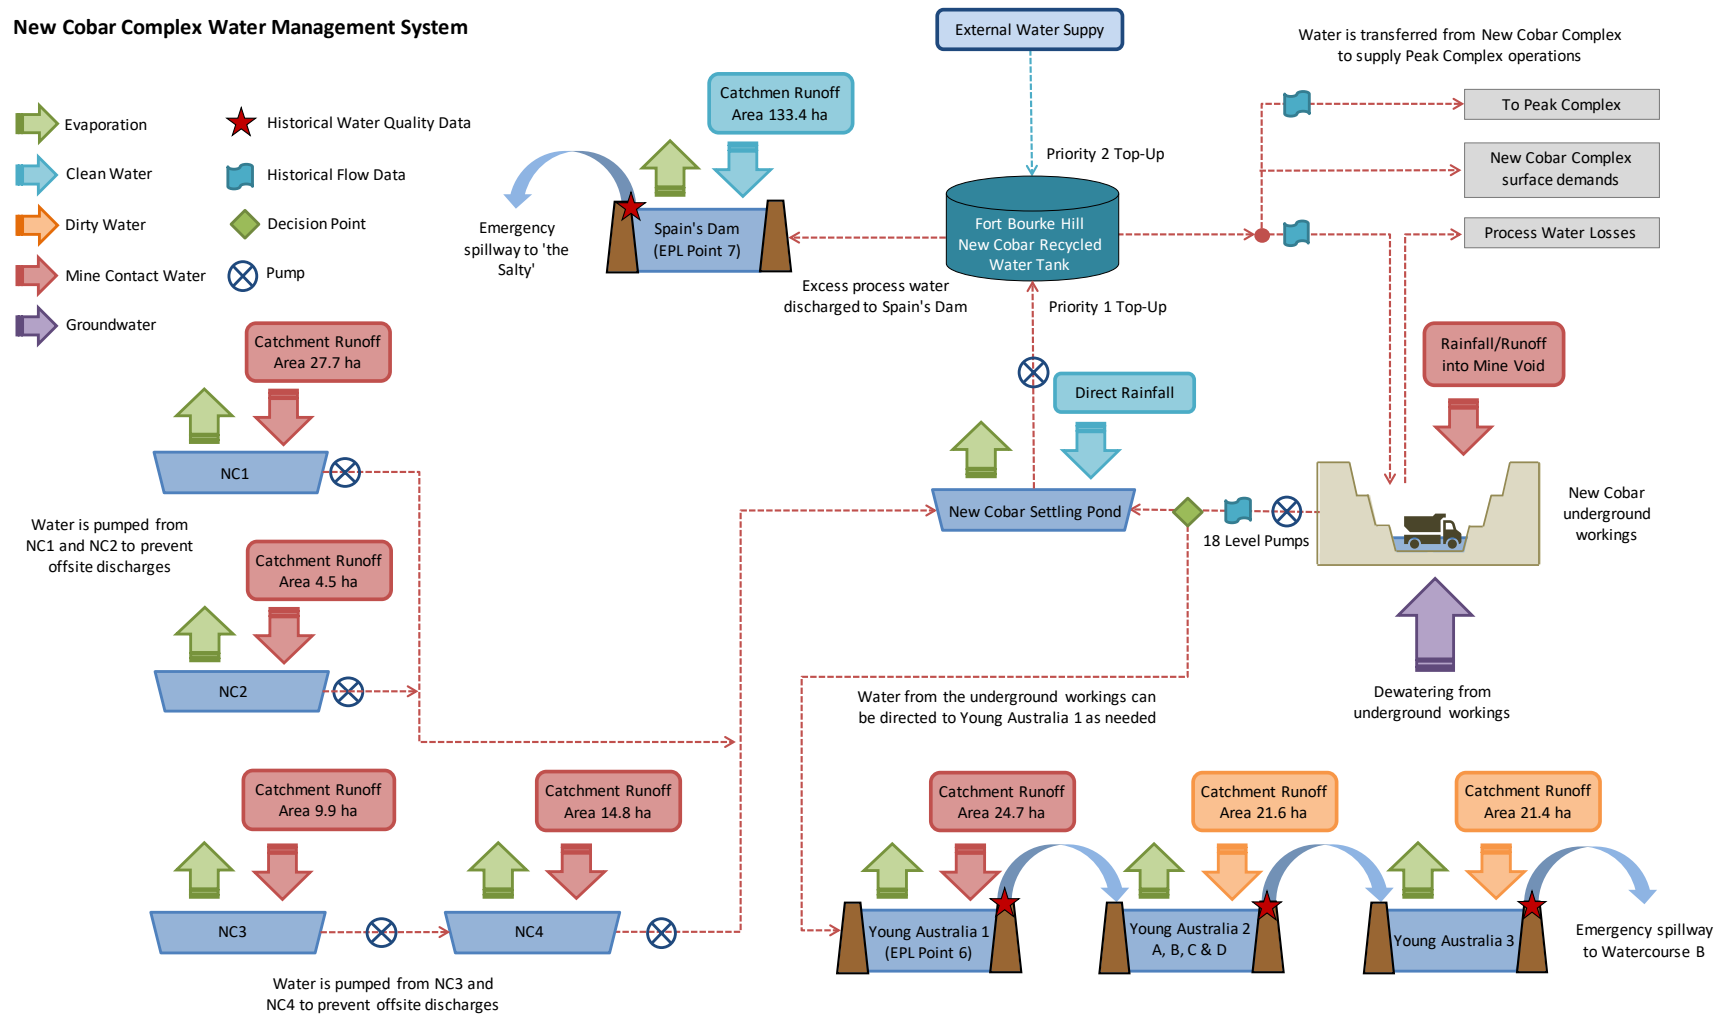 New Cobar Complex Water Management System
External Water Suppy
Water is transferred from New Cobar Complex
to supply Peak Complex operations
Evaporation
Clean Water
Dirty Water
Mine Contact Water
Groundwater
Historical Water Quality Data
Historical Flow Data
Decision Point
Pump
Catchmen Runoff
Area 133.4 ha
Emergency
spillway to 'the
Salty'
Spain's Dam
(EPL Point 7)
Priority 2 Top-Up
Fort Bourke Hill
New Cobar Recycled
Water Tank
Excess process water
discharged to Spain's Dam
Priority 1 Top-Up
To Peak Complex
New Cobar Complex
surface demands
Process Water Losses
Catchment Runoff
Area 27.7 ha
NC1
Water is pumped from
NC1 and NC2 to prevent
offsite discharges
Catchment Runoff
Area 4.5 ha
NC2
Direct Rainfall
New Cobar Settling Pond
18 Level Pumps
Rainfall/Runoff
into Mine Void
New Cobar
underground
workings
Dewatering from
underground workings
Water from the underground workings can
be directed to Young Australia 1 as needed
Catchment Runoff
Area 9.9 ha
NC3
Catchment Runoff
Area 14.8 ha
NC4
Water is pumped from NC3 and
NC4 to prevent offsite discharges
Catchment Runoff
Area 24.7 ha
Young Australia 1
(EPL Point 6)
Catchment Runoff
Area 21.6 ha
Young Australia 2
A, B, C & D
Catchment Runoff
Area 21.4 ha
Young Australia 3
Emergency spillway
to Watercourse B